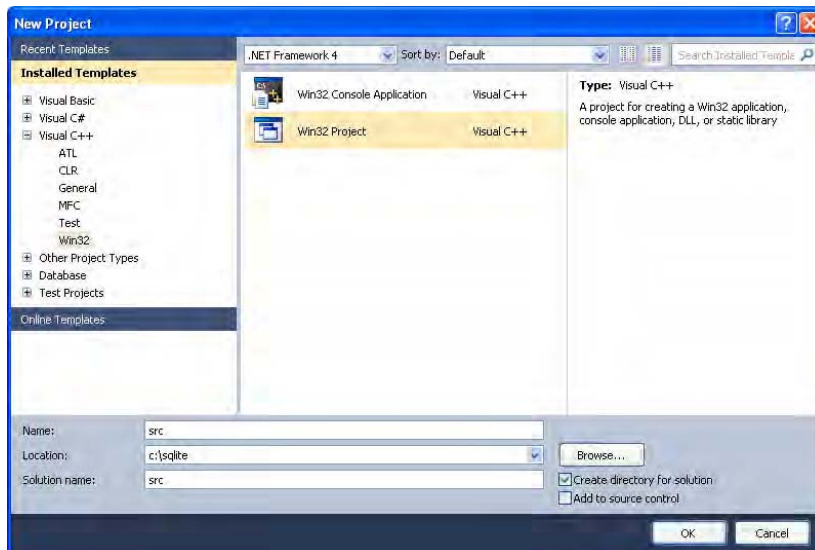 New Project
Recent Templates
.NET Framework 4 Sort by: Default Search Installed Temple
Installed Templates
Visual Basic
Visual C#
Visual C++
ATL
CLR
General
MFC
Test
Win32
Other Project Types
Database
Test Projects
Online Templates
Win32 Console Application Visual C++
Win32 Project Visual C++
Type: Visual C++
A project for creating a Win32 application,
console application, DLL, or static library
Name: src
Location: c:\sqlite Browse...
Solution name: src
Create directory for solution
Add to source control
OK Cancel